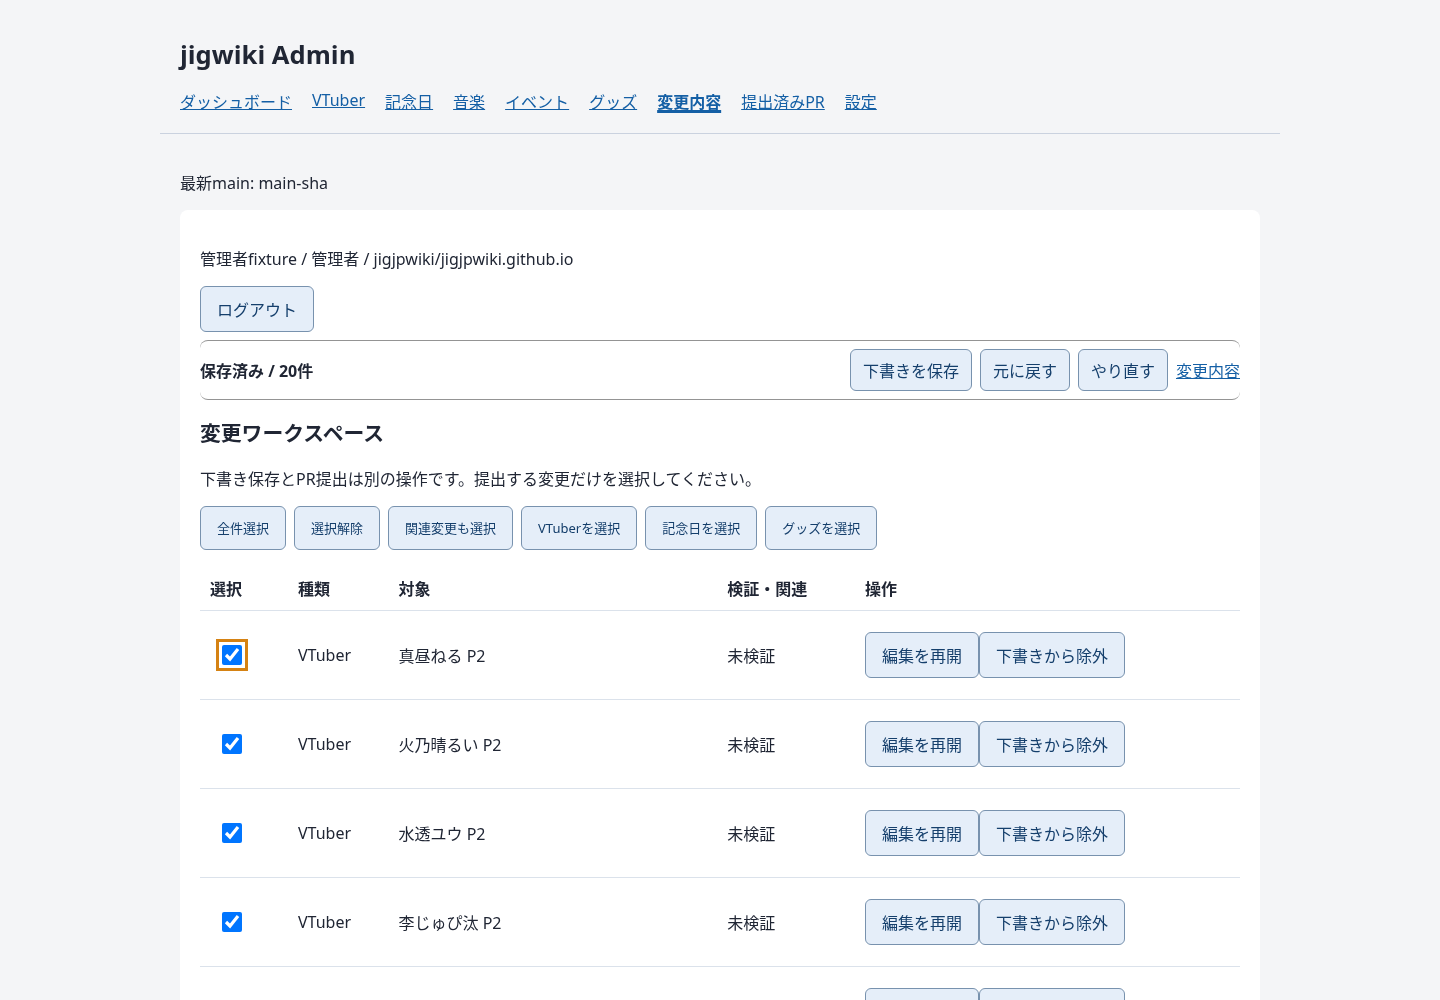 jigwiki Admin
ダッシュボード VTuber 記念日 音楽 イベント グッズ 変更内容 提出済みPR 設定
最新main: main-sha
管理者fixture / 管理者 / jigjpwiki/jigjpwiki.github.io
ログアウト
保存済み / 20件 下書きを保存 元に戻す やり直す 変更内容
変更ワークスペース
下書き保存とPR提出は別の操作です。提出する変更だけを選択してください。
全件選択 選択解除 関連変更も選択 VTuberを選択 記念日を選択 グッズを選択
選択 種類 対象 検証・関連 操作
VTuber 真昼ねる P2 未検証 編集を再開 下書きから除外
VTuber 火乃晴るい P2 未検証 編集を再開 下書きから除外
VTuber 水透ユウ P2 未検証 編集を再開 下書きから除外
VTuber 李じゅぴ汰 P2 未検証 編集を再開 下書きから除外